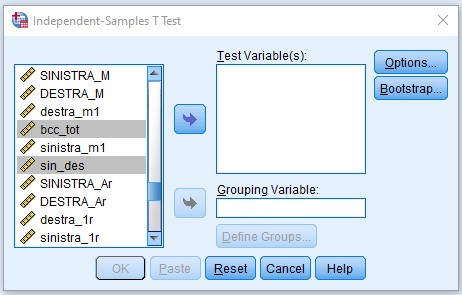 Independent-Samples T Test
SINISTRA_M
DESTRA_M
destra_m1
bcc_tot
sinistra_m1
sin_des
SINISTRA_Ar
DESTRA_Ar
destra_1r
sinistra_1r
Test Variable(s):
Options...
Bootstrap...
Grouping Variable:
Define Groups...
OK
Paste
Reset
Cancel
Help